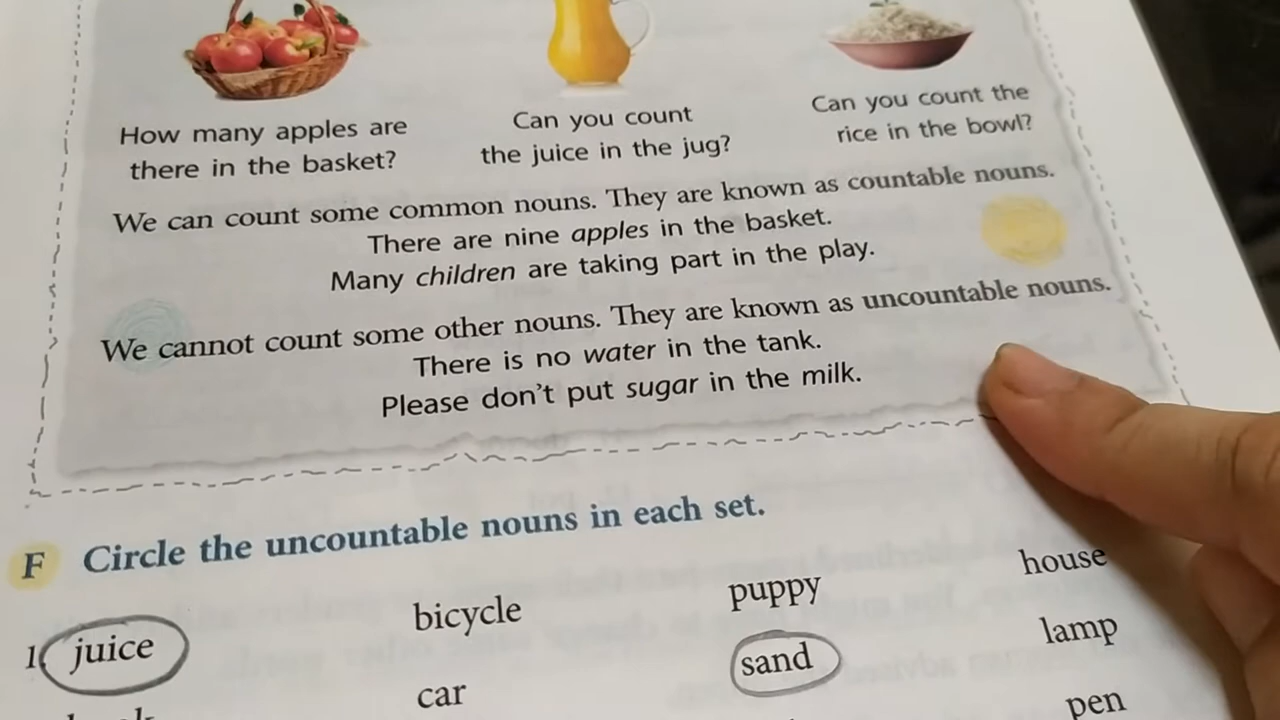 How many apples are
there in the basket?
Can you count
the juice in the jug?
Can you count the
rice in the bowl?
We can count some common nouns. They are known as countable nouns.
There are nine apples in the basket.
Many children are taking part in the play.
We cannot count some other nouns. They are known as uncountable nouns.
There is no water in the tank.
Please don't put sugar in the milk.
F Circle the uncountable nouns in each set.
1. juice bicycle puppy house
car sand lamp
pen